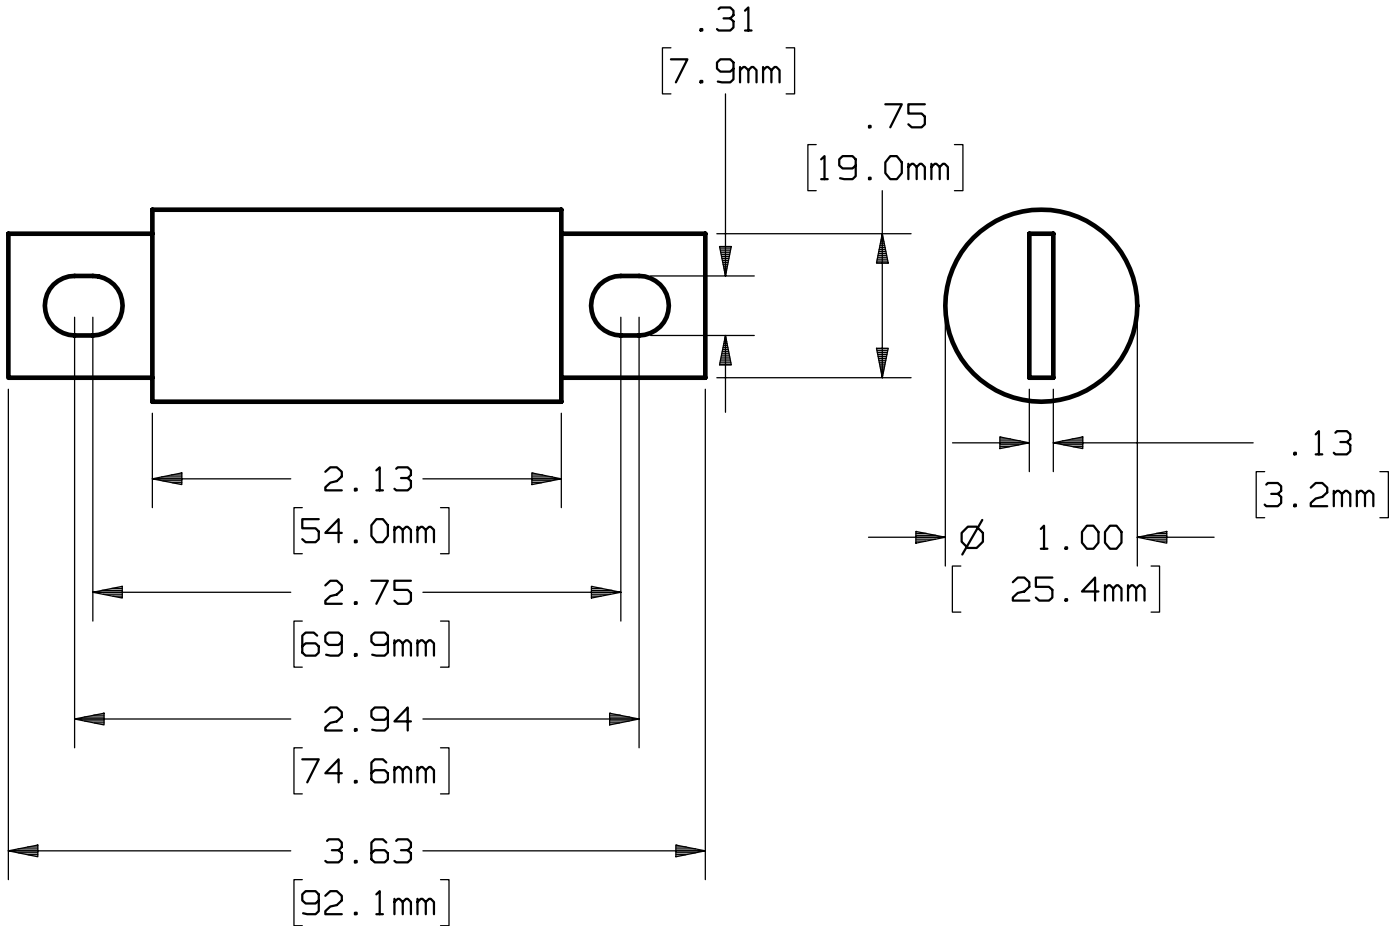 .31
[7.9mm]
.75
[19.0mm]
2.13
[54.0mm]
2.75
[69.9mm]
2.94
[74.6mm]
3.63
[92.1mm]
.13
[3.2mm]
Ø 1.00
[ 25.4mm]